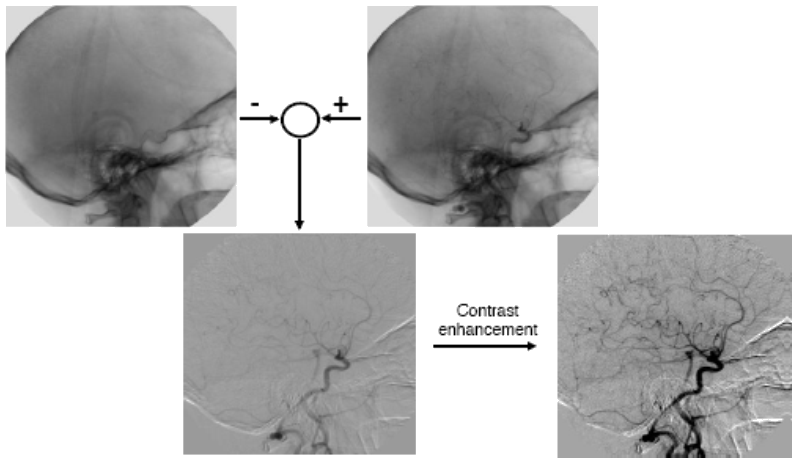 - +
Contrast
enhancement